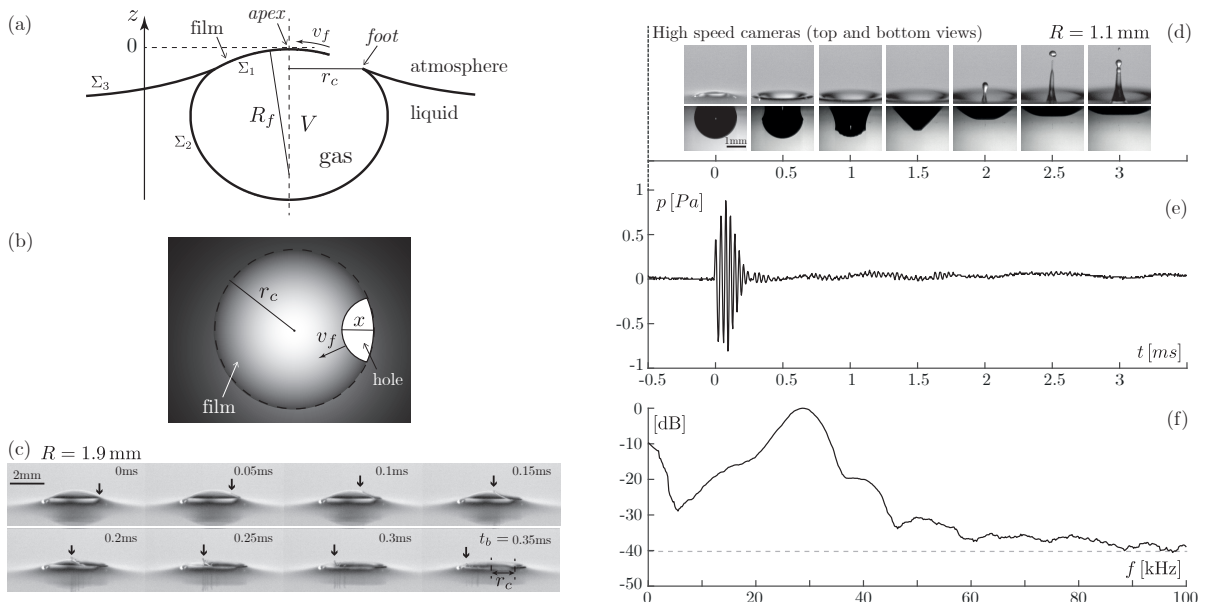 (a)
z
0
film
apex
v_f
foot
Σ_1
r_c
atmosphere
Σ_3
liquid
R_f
V
Σ_2
gas
(b)
r_c
x
v_f
hole
film
(c) R = 1.9 mm
2mm
0ms
0.05ms
0.1ms
0.15ms
0.2ms
0.25ms
0.3ms
t_b = 0.35ms
r_c
High speed cameras (top and bottom views) R = 1.1 mm (d)
1mm
0 0.5 1 1.5 2 2.5 3
p [Pa] (e)
1
0.5
0
-0.5
-1
t [ms]
-0.5 0 0.5 1 1.5 2 2.5 3
[dB] (f)
0
-10
-20
-30
-40
-50
f [kHz]
0 20 40 60 80 100